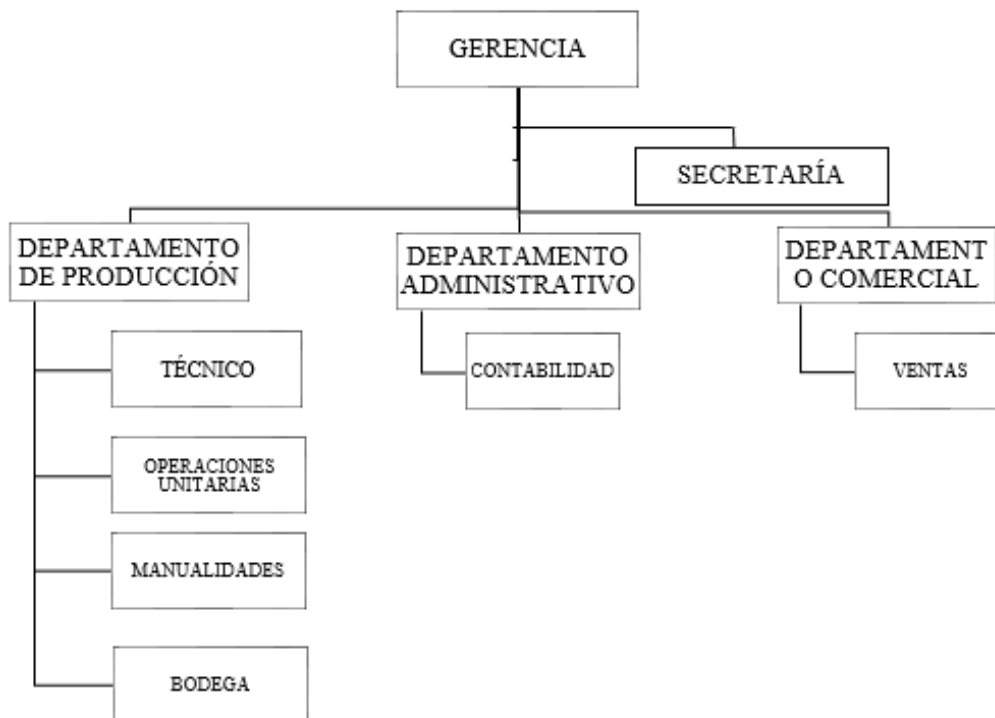 GERENCIA
SECRETARÍA
DEPARTAMENTO
DE PRODUCCIÓN
DEPARTAMENTO
ADMINISTRATIVO
DEPARTAMENT
O COMERCIAL
TÉCNICO
CONTABILIDAD
VENTAS
OPERACIONES
UNITARIAS
MANUALIDADES
BODEGA